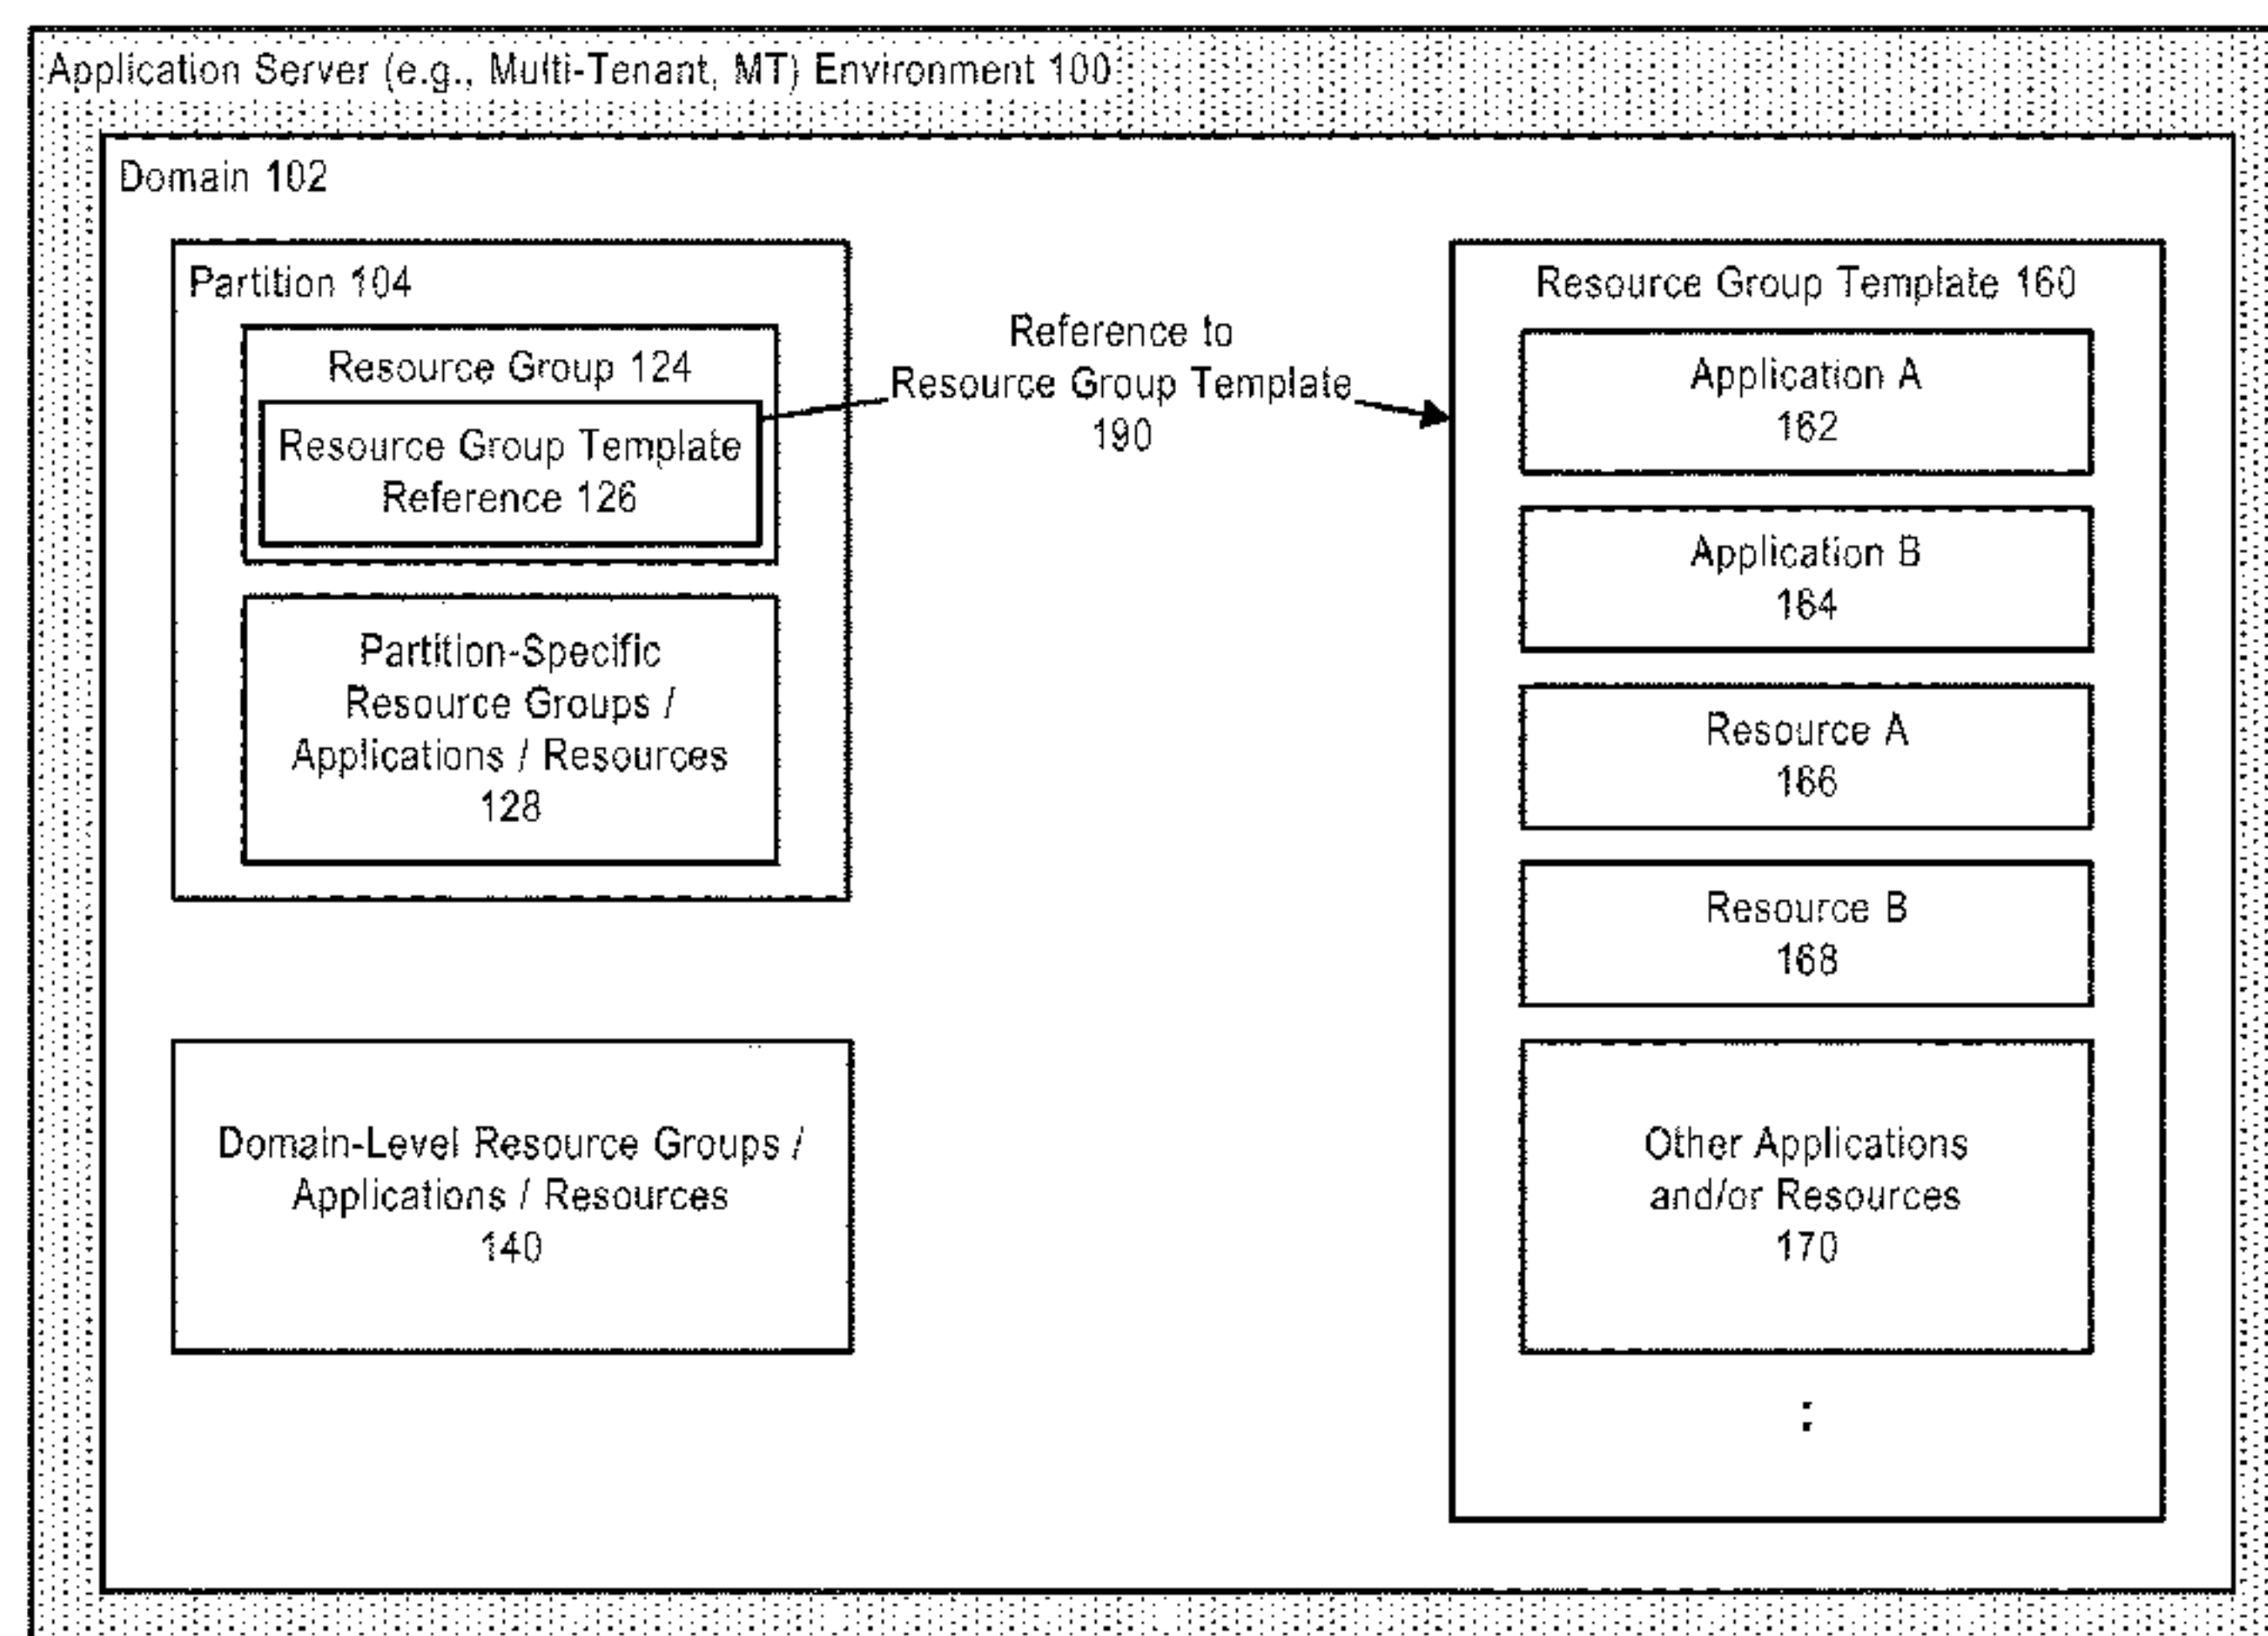 Application Server (e.g., Multi-Tenant, MT) Environment 100
Domain 102
Partition 104
Resource Group 124
Resource Group Template
Reference 126
Partition-Specific
Resource Groups /
Applications / Resources
128
Domain-Level Resource Groups /
Applications / Resources
140
Reference to
Resource Group Template
190
Resource Group Template 160
Application A
162
Application B
164
Resource A
166
Resource B
168
Other Applications
and/or Resources
170
: